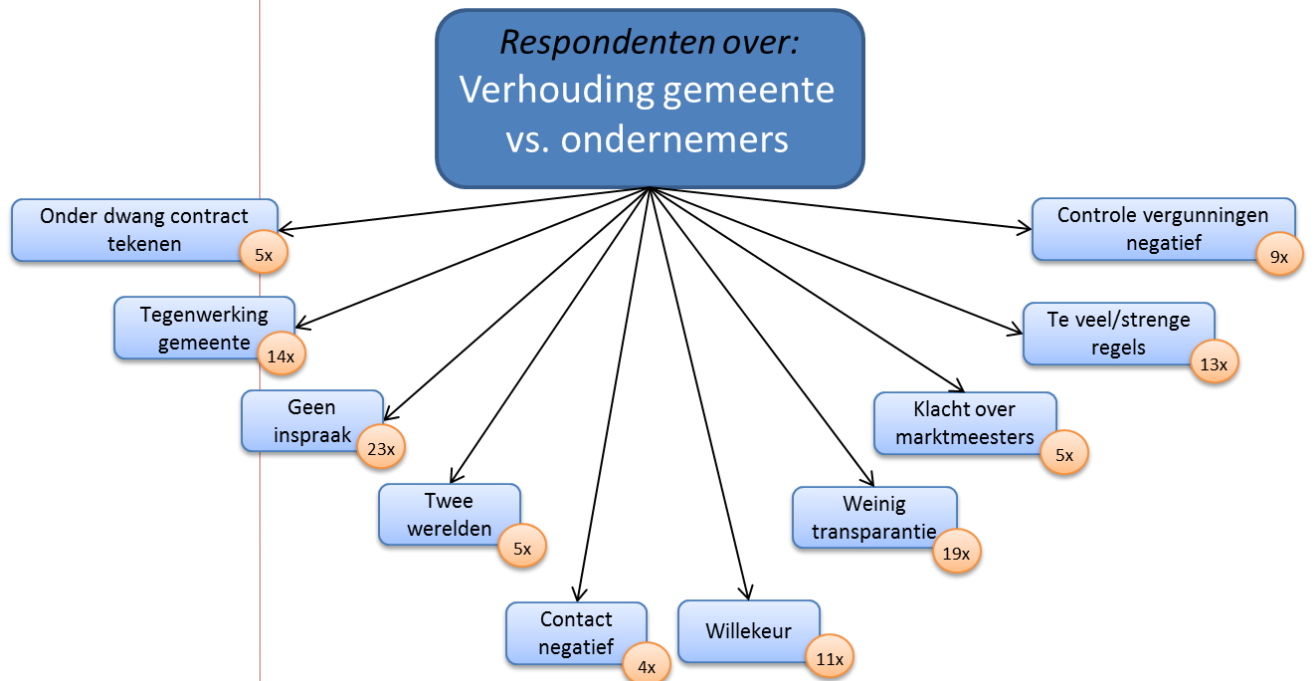 Respondenten over:
Verhouding gemeente
vs. ondernemers
Onder dwang contract
tekenen
5x
Tegenwerking
gemeente
14x
Geen
inspraak
23x
Twee
werelden
5x
Contact
negatief
4x
Willekeur
11x
Weinig
transparantie
19x
Klacht over
marktmeesters
5x
Te veel/strenge
regels
13x
Controle vergunningen
negatief
9x